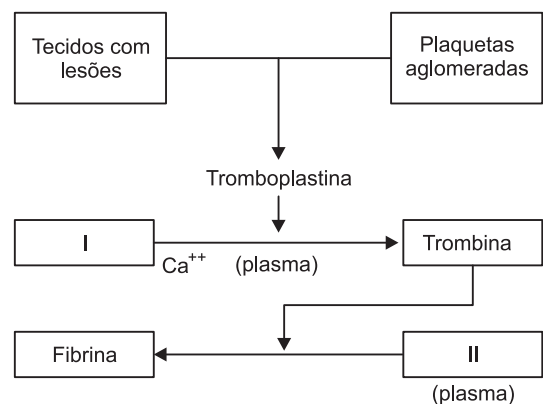 Tecidos com
lesões
Plaquetas
aglomeradas
Tromboplastina
I
Ca++ (plasma)
Trombina
Fibrina
II
(plasma)